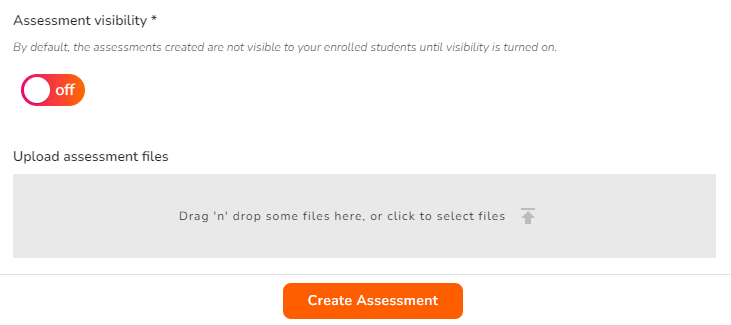 Assessment visibility *
By default, the assessments created are not visible to your enrolled students until visibility is turned on.
off
Upload assessment files
Drag 'n' drop some files here, or click to select files
Create Assessment